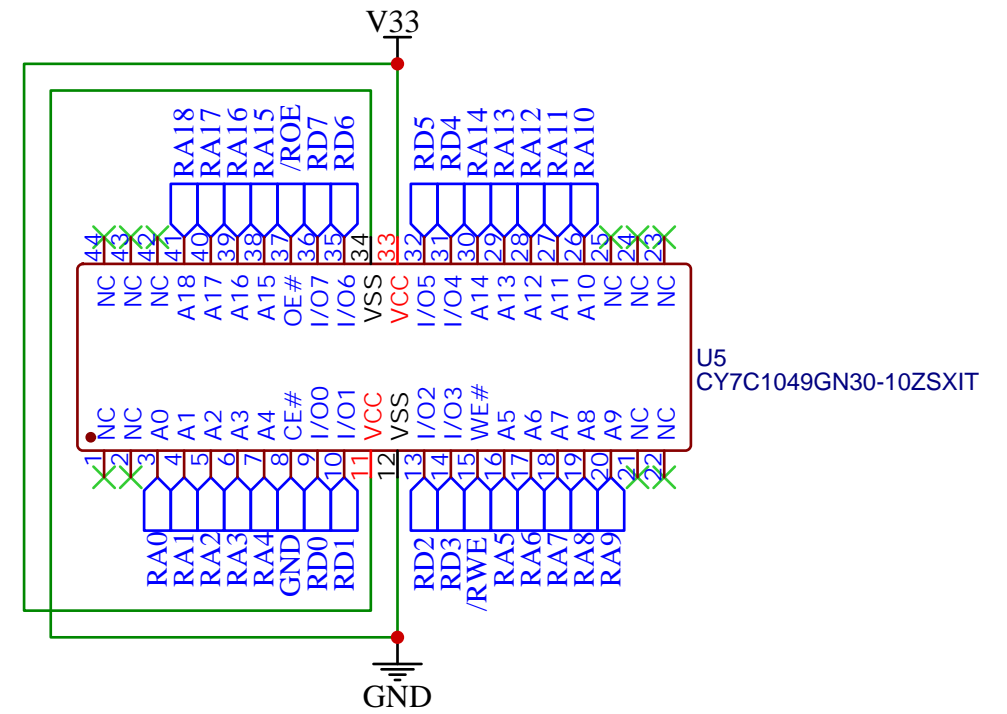 V33
RA18 RA17 RA16 RA15 /ROE RD7 RD6 RD5 RD4 RA14 RA13 RA12 RA11 RA10
44 43 42 41 40 39 38 37 36 35 34 33 32 31 30 29 28 27 26 25 24 23
NC NC NC A18 A17 A16 A15 OE# I/O7 I/O6 VSS VCC I/O5 I/O4 A14 A13 A12 A11 A10 NC NC NC
U5
CY7C1049GN30-10ZSXIT
NC NC A0 A1 A2 A3 A4 CE# I/O0 I/O1 VCC VSS I/O2 I/O3 WE# A5 A6 A7 A8 A9 NC NC
1 2 3 4 5 6 7 8 9 10 11 12 13 14 15 16 17 18 19 20 21 22
RA0 RA1 RA2 RA3 RA4 GND RD0 RD1 RD2 RD3 /RWE RA5 RA6 RA7 RA8 RA9
GND